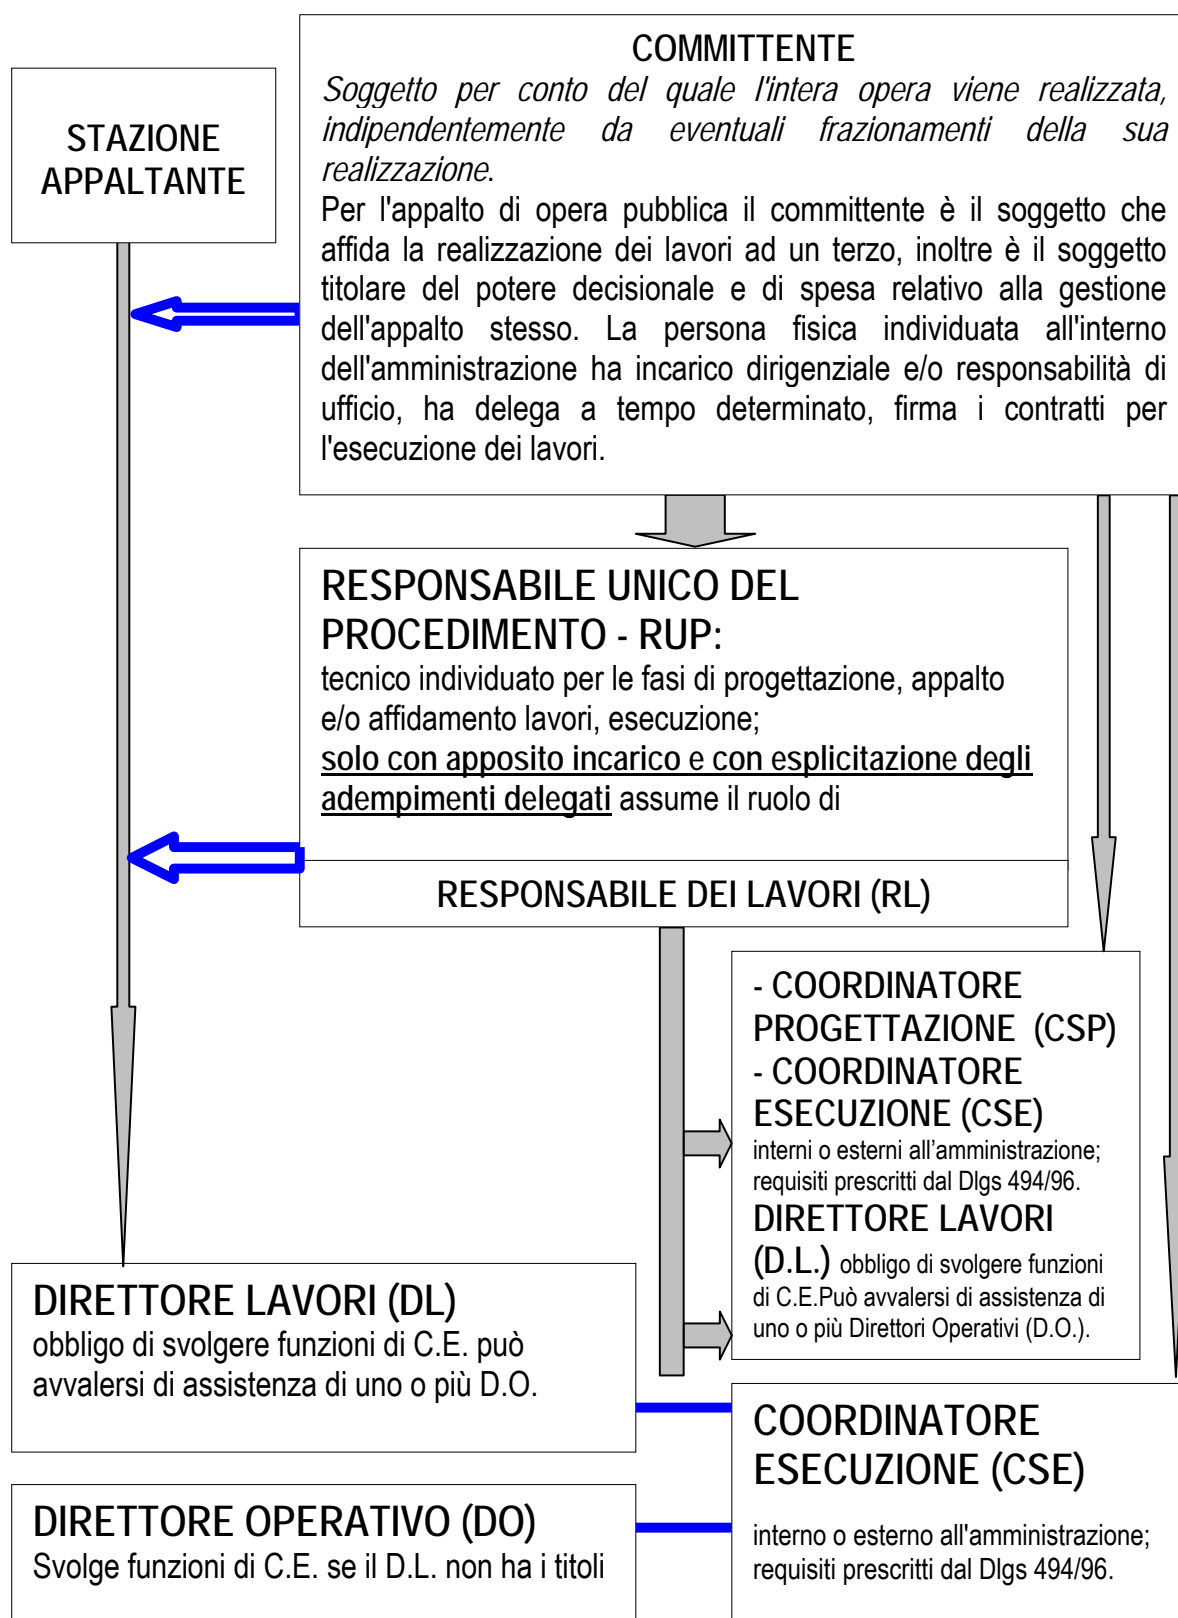 STAZIONE
APPALTANTE
COMMITTENTE
Soggetto per conto del quale l'intera opera viene realizzata,
indipendentemente da eventuali frazionamenti della sua
realizzazione.
Per l'appalto di opera pubblica il committente è il soggetto che
affida la realizzazione dei lavori ad un terzo, inoltre è il soggetto
titolare del potere decisionale e di spesa relativo alla gestione
dell'appalto stesso. La persona fisica individuata all'interno
dell'amministrazione ha incarico dirigenziale e/o responsabilità di
ufficio, ha delega a tempo determinato, firma i contratti per
l'esecuzione dei lavori.
RESPONSABILE UNICO DEL
PROCEDIMENTO - RUP:
tecnico individuato per le fasi di progettazione, appalto
e/o affidamento lavori, esecuzione;
solo con apposito incarico e con esplicitazione degli
adempimenti delegati assume il ruolo di
RESPONSABILE DEI LAVORI (RL)
- COORDINATORE
PROGETTAZIONE (CSP)
- COORDINATORE
ESECUZIONE (CSE)
interni o esterni all’amministrazione;
requisiti prescritti dal Dlgs 494/96.
DIRETTORE LAVORI
(D.L.) obbligo di svolgere funzioni
di C.E.Può avvalersi di assistenza di
uno o più Direttori Operativi (D.O.).
DIRETTORE LAVORI (DL)
obbligo di svolgere funzioni di C.E. può
avvalersi di assistenza di uno o più D.O.
COORDINATORE
ESECUZIONE (CSE)
interno o esterno all'amministrazione;
requisiti prescritti dal Dlgs 494/96.
DIRETTORE OPERATIVO (DO)
Svolge funzioni di C.E. se il D.L. non ha i titoli